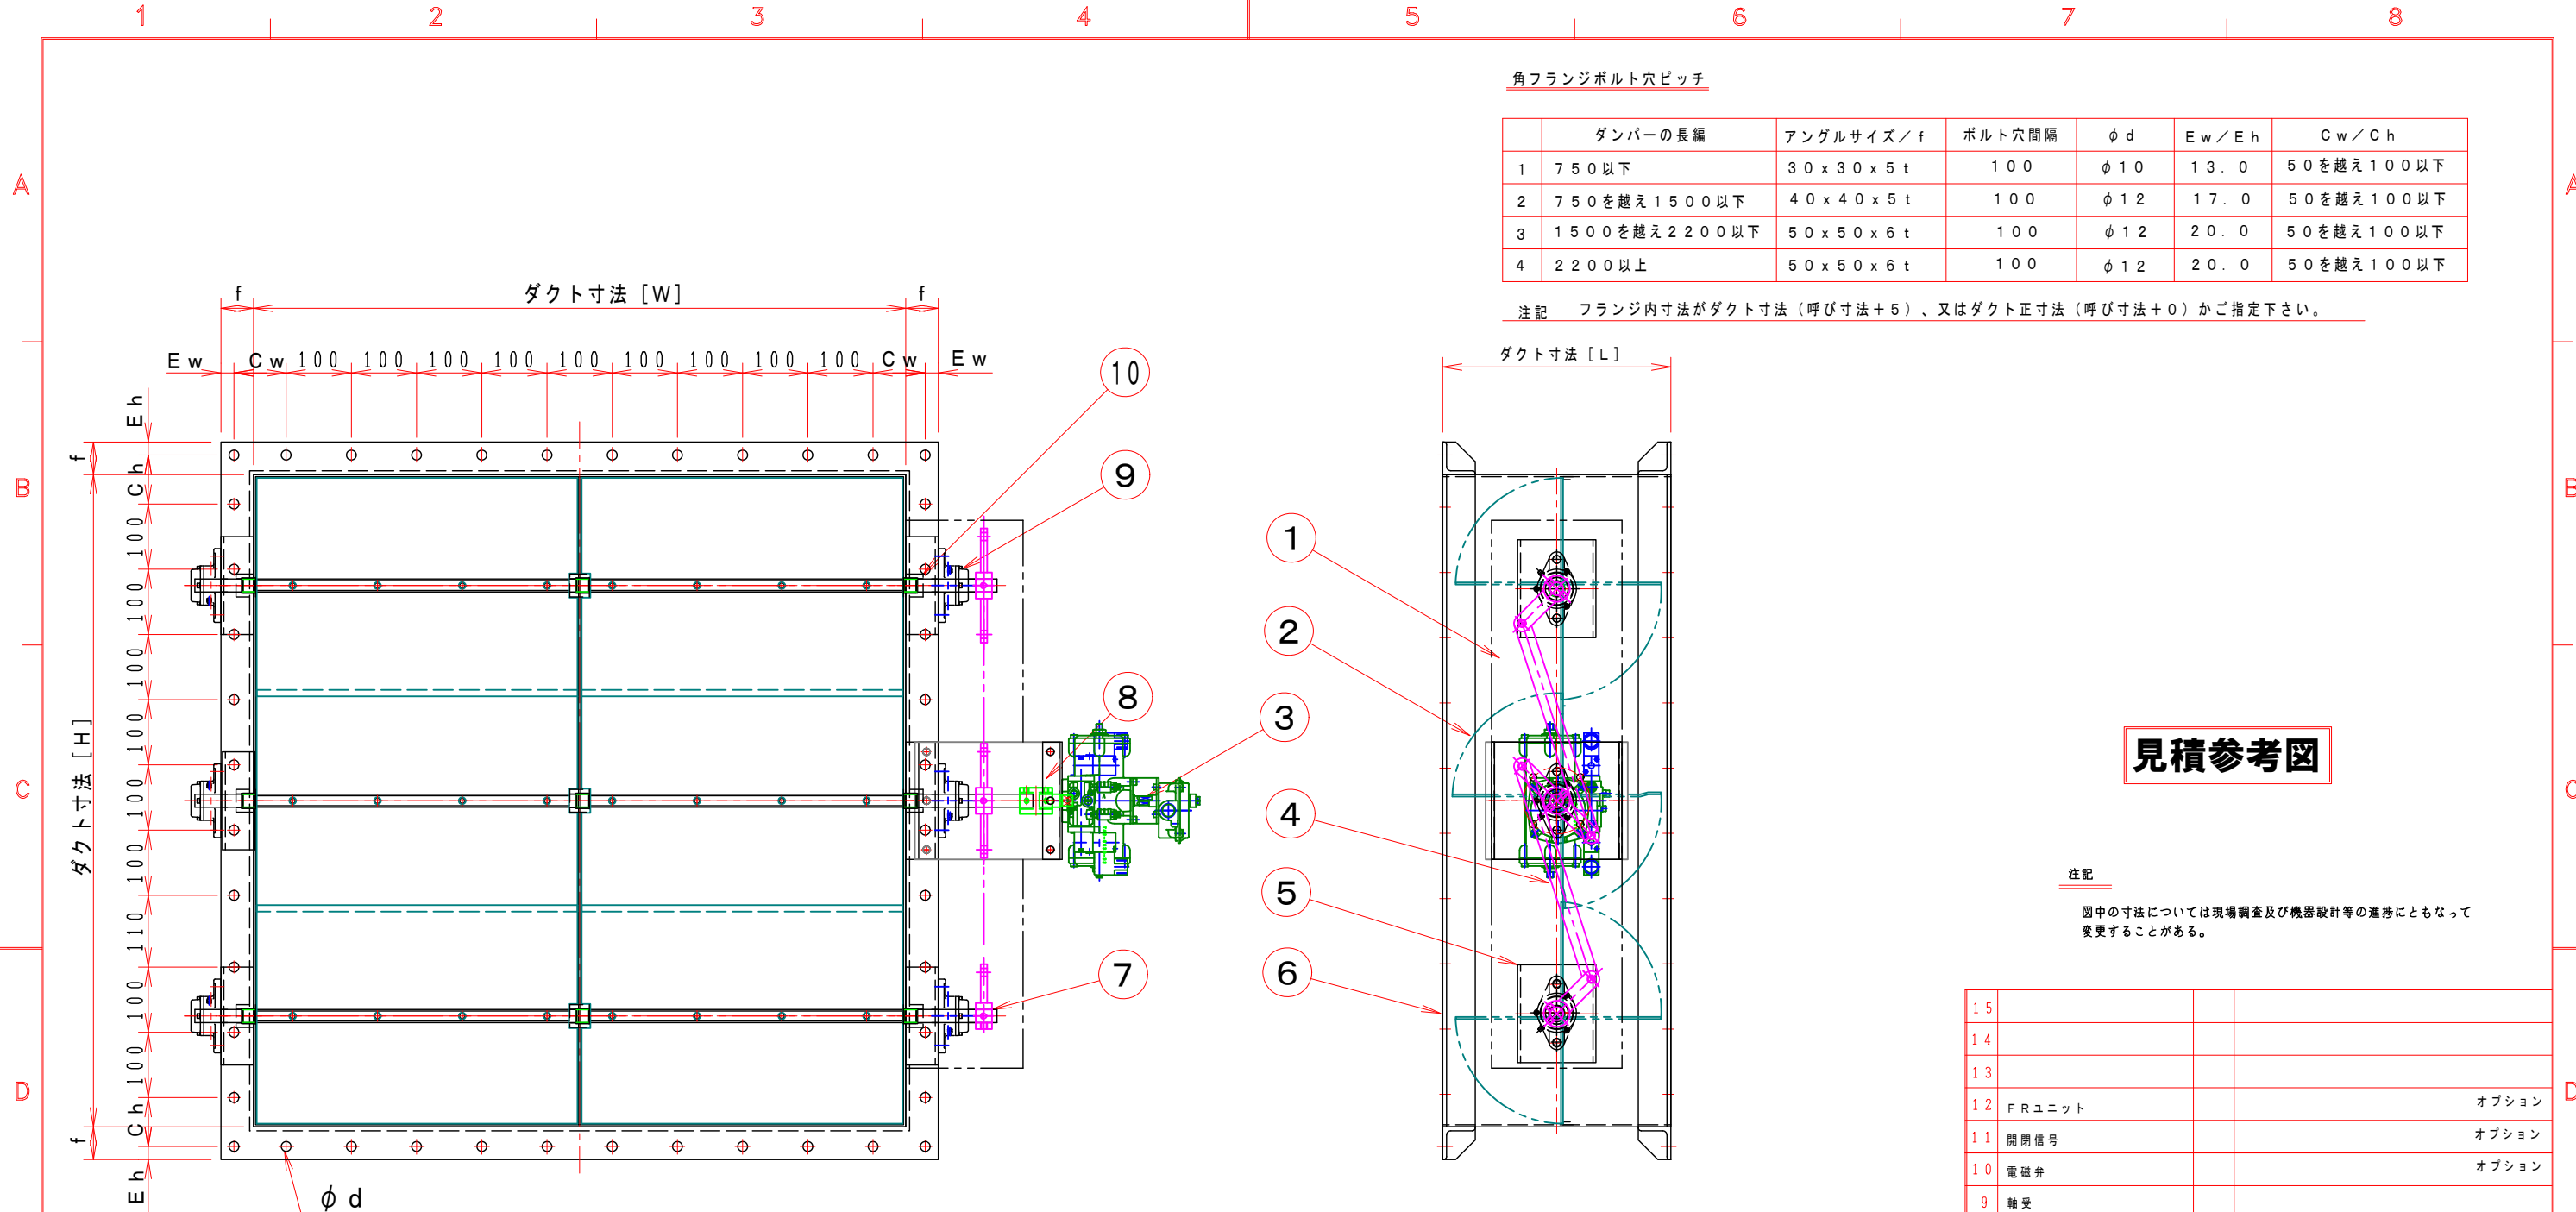 1 2 3 4 5 6 7 8
角フランジボルト穴ピッチ
ダンパーの長編 アングルサイズ/f ボルト穴間隔 φd Ew/Eh Cw/Ch
1 750以下 30x30x5t 100 φ10 13.0 50を越え100以下
2 750を越え1500以下 40x40x5t 100 φ12 17.0 50を越え100以下
3 1500を越え2200以下 50x50x6t 100 φ12 20.0 50を越え100以下
4 2200以上 50x50x6t 100 φ12 20.0 50を越え100以下
注記 フランジ内寸法がダクト寸法(呼び寸法+5)、又はダクト正寸法(呼び寸法+0)かご指定下さい。
A A
f ダクト寸法[W] f
Ew Cw 100 100 100 100 100 100 100 100 100 Cw Ew
ダクト寸法[L]
Eh
f
Ch
100
100
100
100
100
100
110
100
100
Ch
f
Eh
ダクト寸法[H]
φd
B B
C C
D D
10
9
8
3
7
1
2
4
5
6
見積参考図
注記
図中の寸法については現場調査及び機器設計等の進捗にともなって
変更することがある。
15
14
13
12 FRユニット オプション
11 開閉信号 オプション
10 電磁弁 オプション
9 軸受